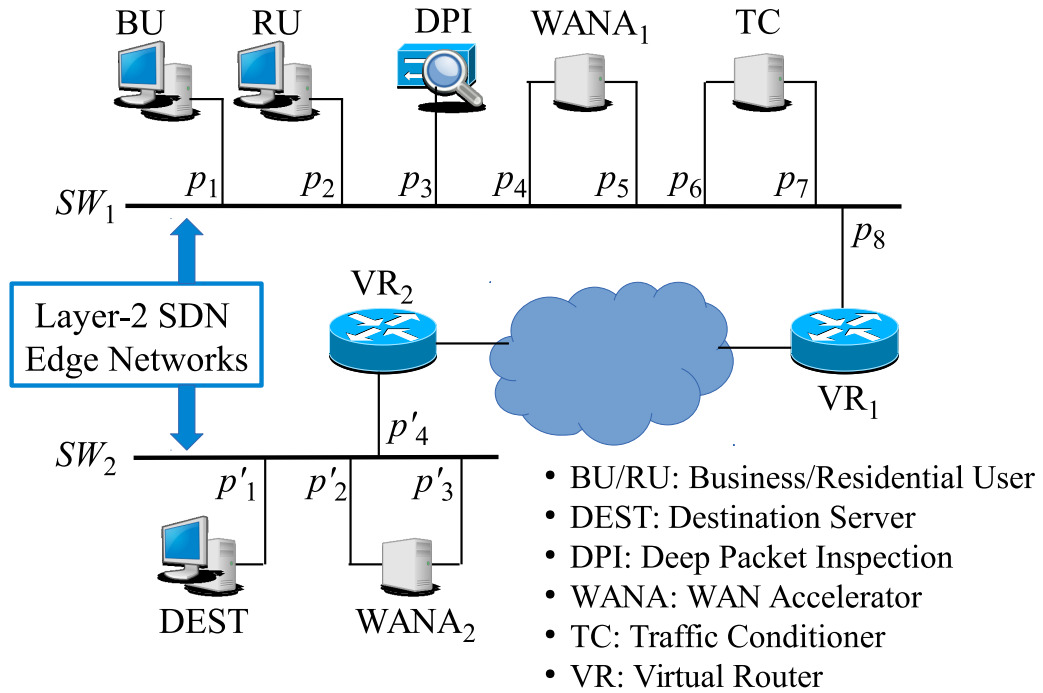 BU RU DPI WANA₁ TC
p₁ p₂ p₃ p₄ p₅ p₆ p₇
SW₁
p₈
VR₂
Layer-2 SDN
Edge Networks
VR₁
p'₄
SW₂
p'₁ p'₂ p'₃
DEST WANA₂
• BU/RU: Business/Residential User
• DEST: Destination Server
• DPI: Deep Packet Inspection
• WANA: WAN Accelerator
• TC: Traffic Conditioner
• VR: Virtual Router